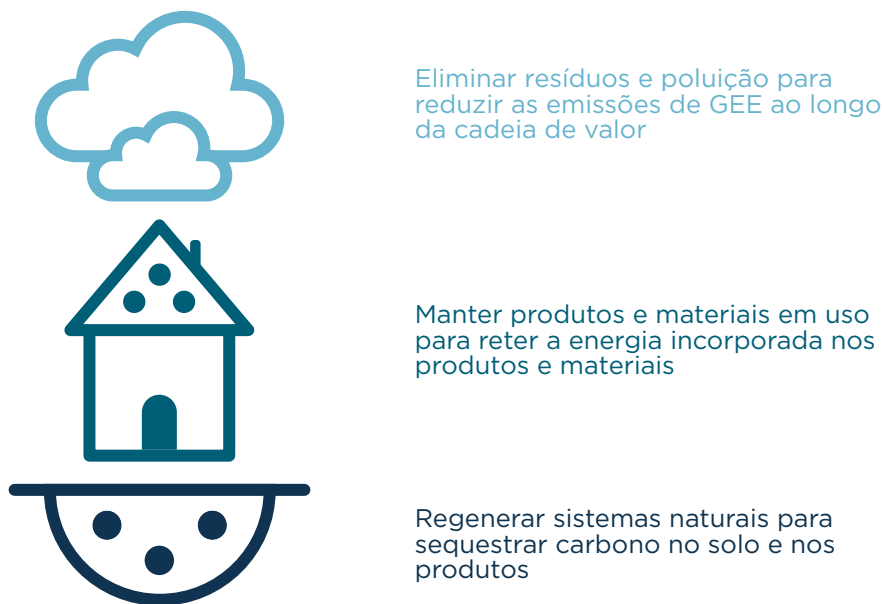 Eliminar resíduos e poluição para
reduzir as emissões de GEE ao longo
da cadeia de valor
Manter produtos e materiais em uso
para reter a energia incorporada nos
produtos e materiais
Regenerar sistemas naturais para
sequestrar carbono no solo e nos
produtos